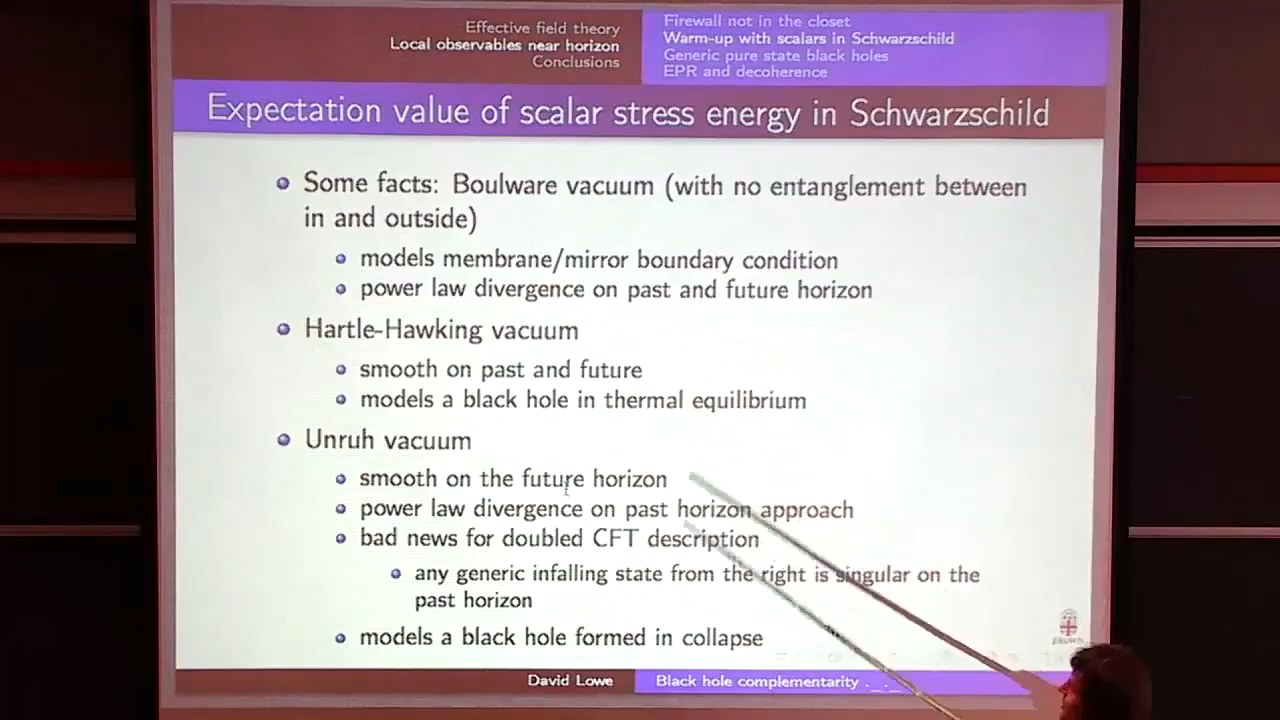 Effective field theory
Local observables near horizon
Conclusions
Firewall not in the closet
Warm-up with scalars in Schwarzschild
Generic pure state black holes
EPR and decoherence
Expectation value of scalar stress energy in Schwarzschild
Some facts: Boulware vacuum (with no entanglement between
in and outside)
models membrane/mirror boundary condition
power law divergence on past and future horizon
Hartle-Hawking vacuum
smooth on past and future
models a black hole in thermal equilibrium
Unruh vacuum
smooth on the future horizon
power law divergence on past horizon approach
bad news for doubled CFT description
any generic infalling state from the right is singular on the
past horizon
models a black hole formed in collapse
BROWN
David Lowe
Black hole complementarity . . .